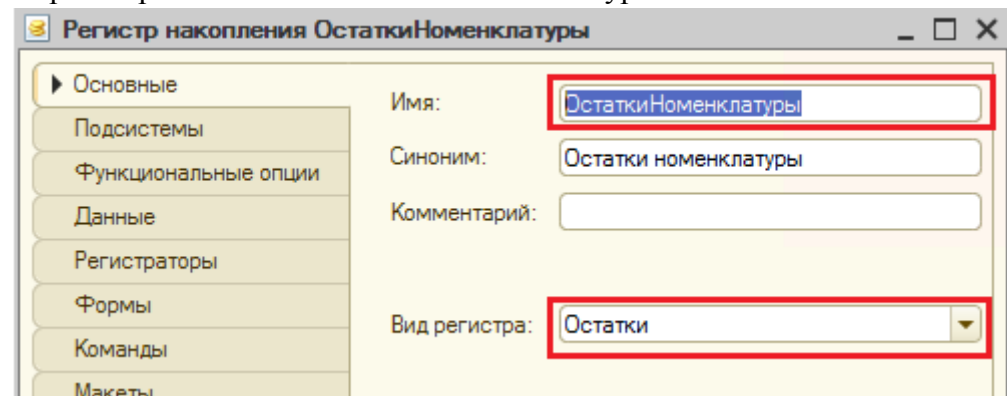 Регистр накопления ОстаткиНоменклатуры
Основные
Подсистемы
Функциональные опции
Данные
Регистраторы
Формы
Команды
Макеты
Имя: ОстаткиНоменклатуры
Синоним: Остатки номенклатуры
Комментарий:
Вид регистра: Остатки